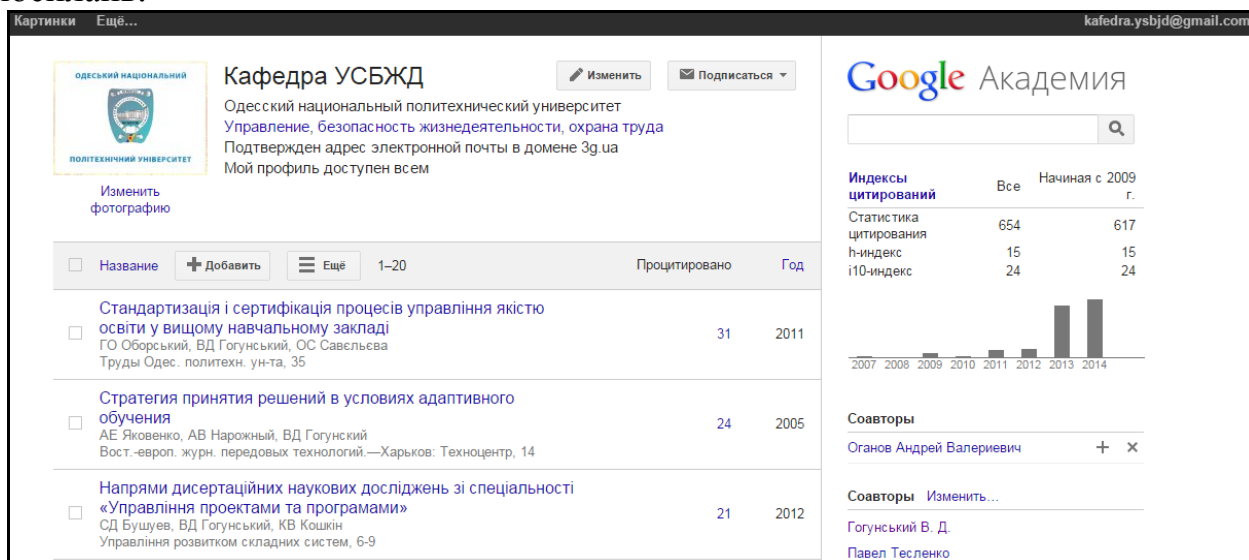 Картинки Ещё... kafedra.ysbjd@gmail.com
ОДЕСЬКИЙ НАЦІОНАЛЬНИЙ
ПОЛІТЕХНІЧНИЙ УНІВЕРСИТЕТ
Изменить
фотографию
Кафедра УСБЖД
Изменить
Подписаться
Одесский национальный политехнический университет
Управление, безопасность жизнедеятельности, охрана труда
Подтвержден адрес электронной почты в домене 3g.ua
Мой профиль доступен всем
Название Добавить Ещё 1–20 Процитировано Год
Стандартизація і сертифікація процесів управління якістю
освіти у вищому навчальному закладі
31 2011
ГО Оборський, ВД Гогунський, ОС Савєльєва
Труды Одес. политехн. ун-та, 35
Стратегия принятия решений в условиях адаптивного
обучения
24 2005
АЕ Яковенко, АВ Нарожный, ВД Гогунский
Вост.-европ. журн. передовых технологий.—Харьков: Техноцентр, 14
Напрями дисертаційних наукових досліджень зі спеціальності
«Управління проектами та програмами»
21 2012
СД Бушуев, ВД Гогунський, КВ Кошкін
Управління розвитком складних систем, 6-9
Google Академия
Индексы
цитирований
Все
Начиная с 2009
г.
Статистика
цитирования
654 617
h-индекс 15 15
i10-индекс 24 24
2007 2008 2009 2010 2011 2012 2013 2014
Соавторы
Оганов Андрей Валериевич
Соавторы Изменить...
Гогунський В. Д.
Павел Тесленко